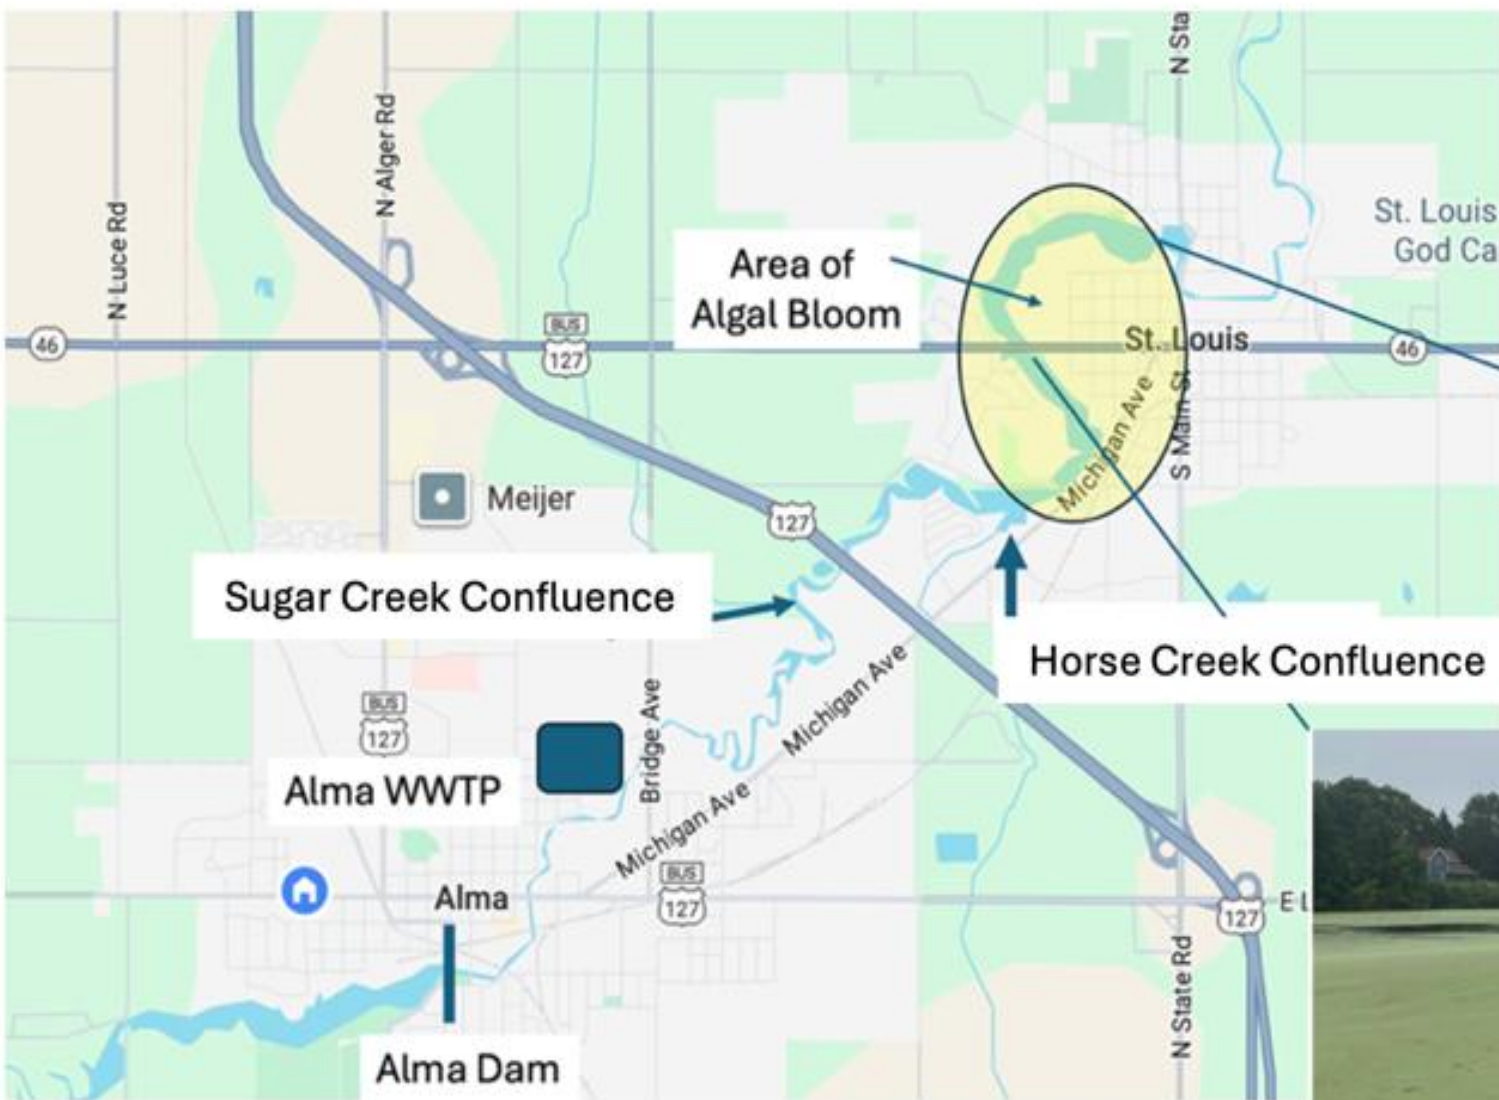 N Sta
N Alger Rd
N Luce Rd
St. Louis
God Ca
Area of
Algal Bloom
BUS
127
46
St. Louis
46
Michigan Ave
S Main St
Meijer
127
Sugar Creek Confluence
Horse Creek Confluence
Michigan Ave
BUS
127
Bridge Ave
Alma WWTP
Michigan Ave
BUS
127
Alma
E L
127
N State Rd
Alma Dam